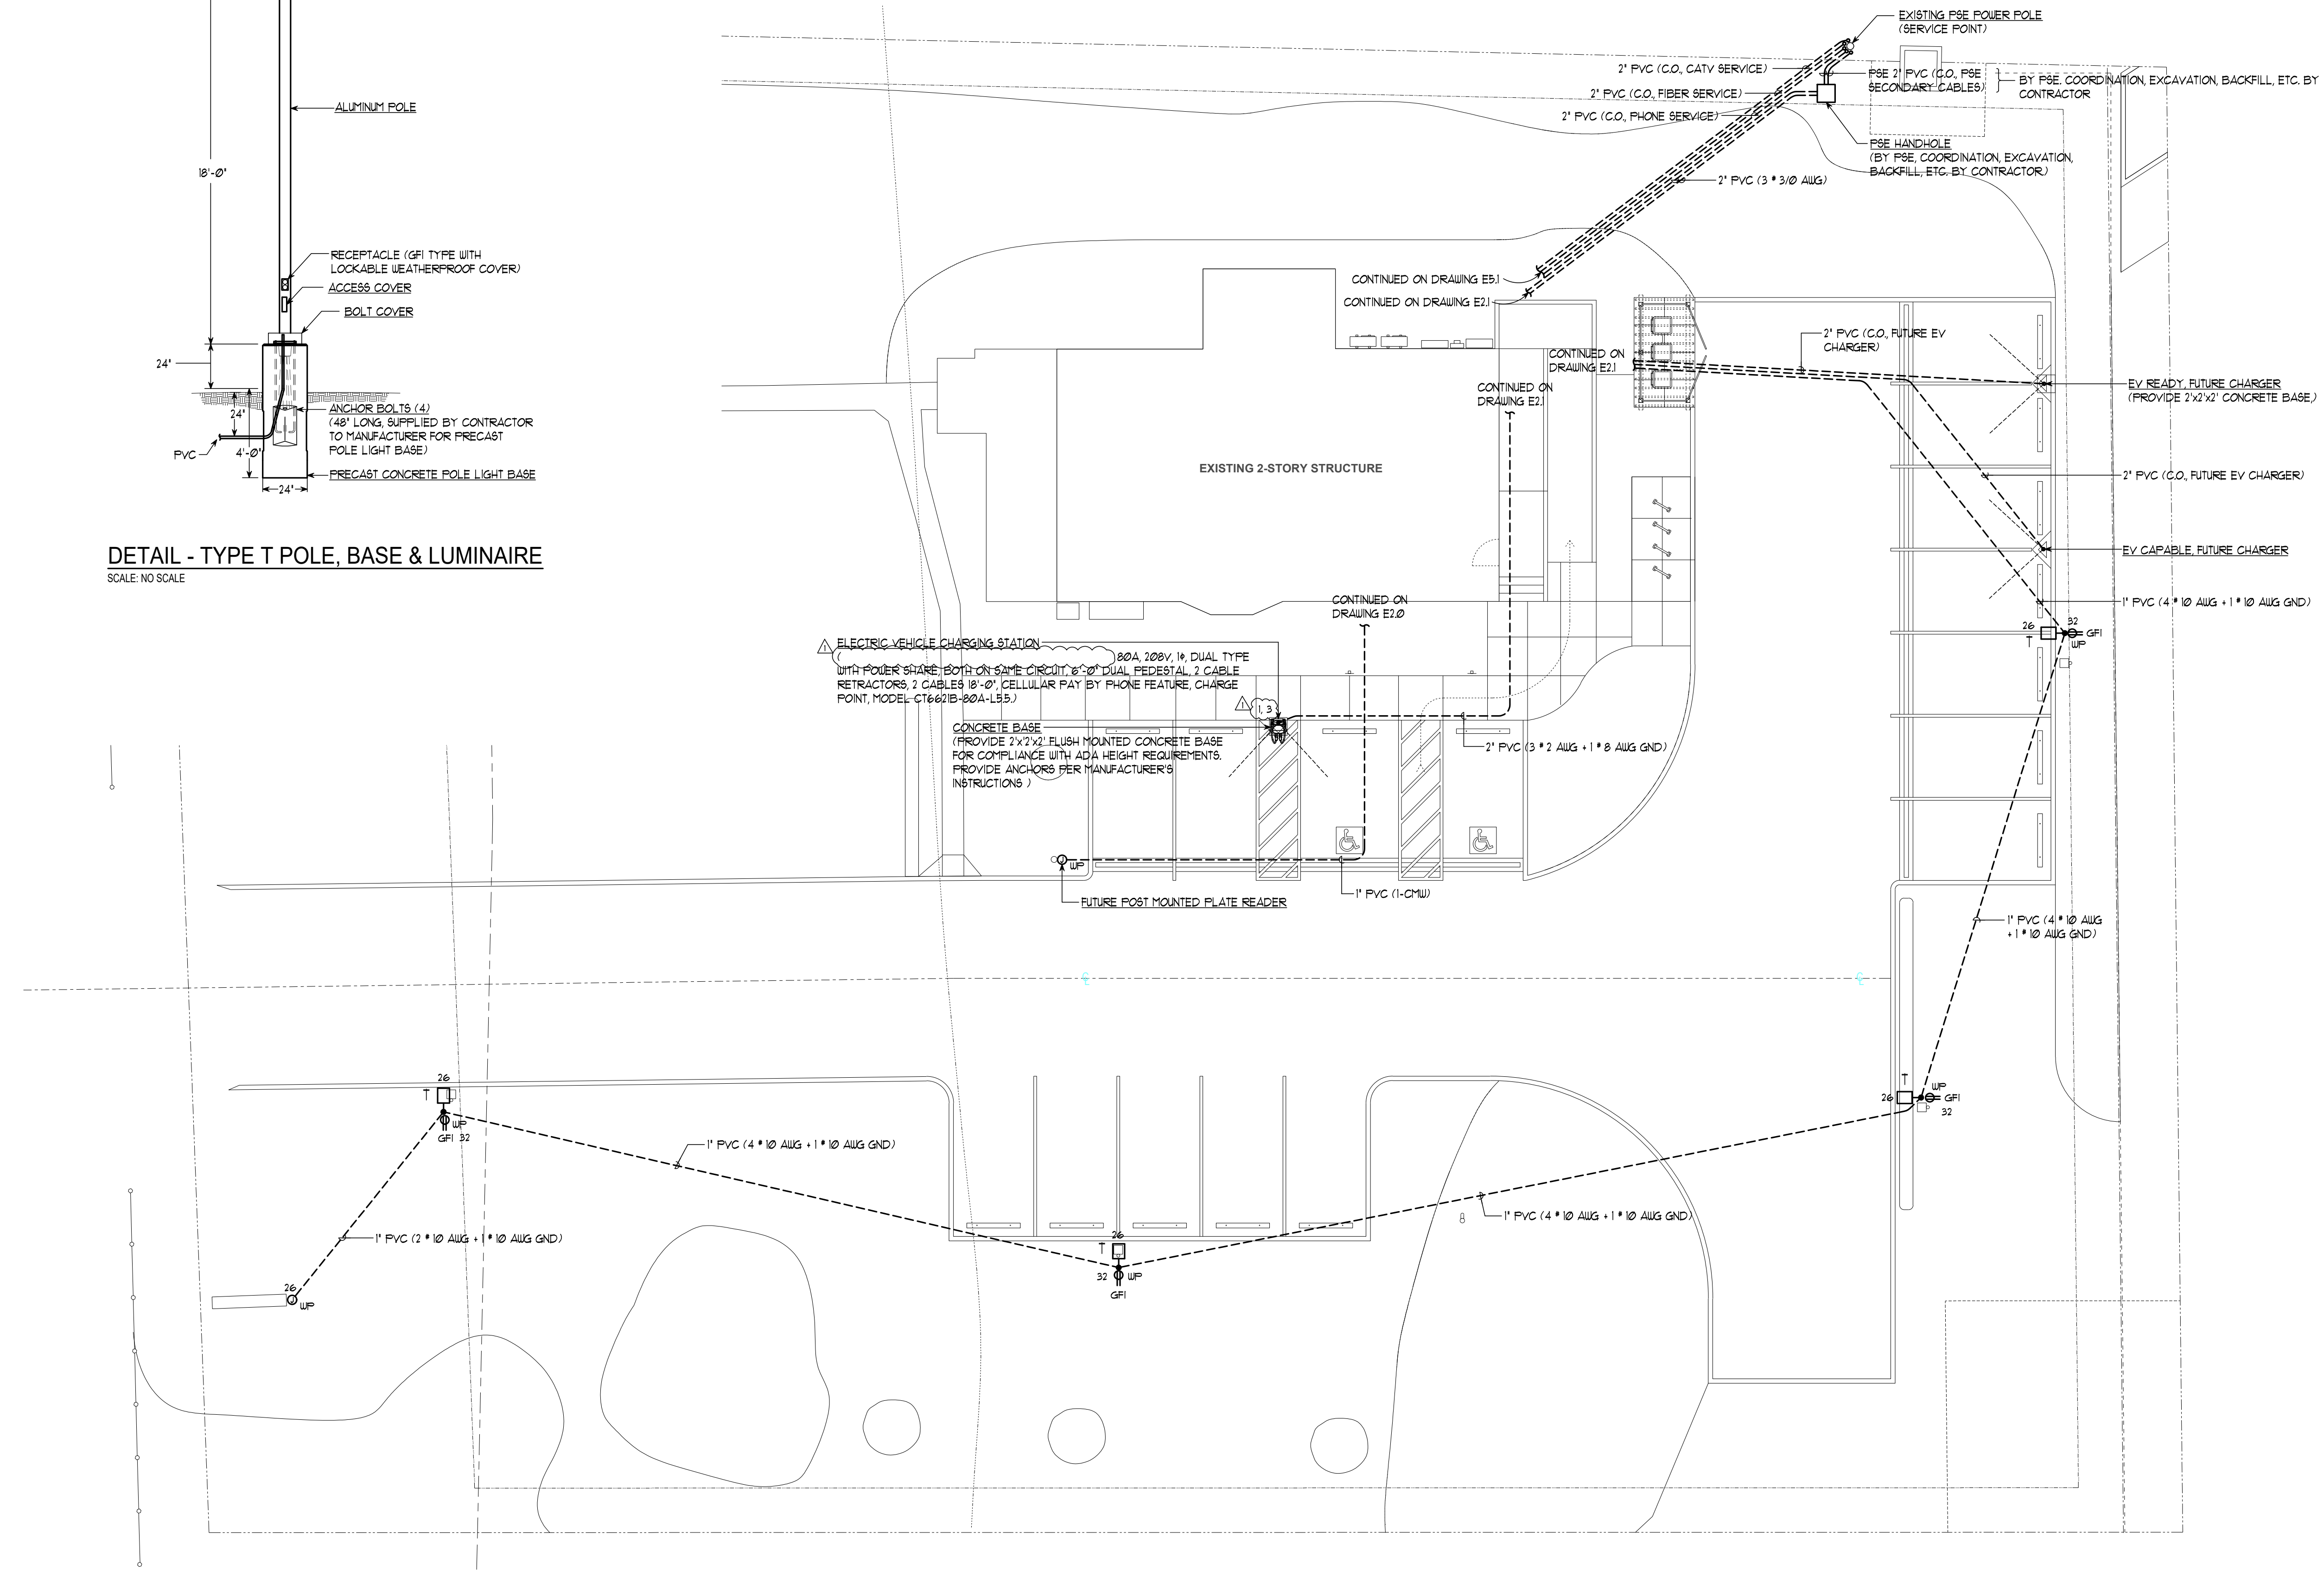 ALUMINUM POLE
18'-0"
RECEPTACLE (GFI TYPE WITH
LOCKABLE WEATHERPROOF COVER)
ACCESS COVER
BOLT COVER
24"
24"
ANCHOR BOLTS (4)
(48" LONG, SUPPLIED BY CONTRACTOR
TO MANUFACTURER FOR PRECAST
POLE LIGHT BASE)
PVC
4'-0"
PRECAST CONCRETE POLE LIGHT BASE
24"
DETAIL - TYPE T POLE, BASE & LUMINAIRE
SCALE: NO SCALE
EXISTING PSE POWER POLE
(SERVICE POINT)
2" PVC (C.O., CATV SERVICE)
2" PVC (C.O., FIBER SERVICE)
2" PVC (C.O., PHONE SERVICE)
PSE 2" PVC (C.O., PSE
SECONDARY CABLES)
BY PSE. COORDINATION, EXCAVATION, BACKFILL, ETC. BY
CONTRACTOR
PSE HANDHOLE
(BY PSE, COORDINATION, EXCAVATION,
BACKFILL, ETC. BY CONTRACTOR)
2" PVC (3 # 3/0 AWG)
CONTINUED ON DRAWING E5.1
CONTINUED ON DRAWING E2.1
CONTINUED ON
DRAWING E2.1
CONTINUED ON
DRAWING E2.1
2" PVC (C.O., FUTURE EV
CHARGER)
EV READY, FUTURE CHARGER
(PROVIDE 2'x2'x2' CONCRETE BASE,)
EXISTING 2-STORY STRUCTURE
2" PVC (C.O., FUTURE EV CHARGER)
EV CAPABLE, FUTURE CHARGER
CONTINUED ON
DRAWING E2.0
1" PVC (4 # 10 AWG + 1 # 10 AWG GND)
26
T
32
GFI
WP
1
ELECTRIC VEHICLE CHARGING STATION
( 80A, 208V, 1ϕ, DUAL TYPE
WITH POWER SHARE, BOTH ON SAME CIRCUIT, 6'-0" DUAL PEDESTAL, 2 CABLE
RETRACTORS, 2 CABLES 18'-0", CELLULAR PAY BY PHONE FEATURE, CHARGE
POINT, MODEL CT6621B-80A-L5.5.)
1
1, 3
CONCRETE BASE
(PROVIDE 2'x'2'x2' FLUSH MOUNTED CONCRETE BASE
FOR COMPLIANCE WITH ADA HEIGHT REQUIREMENTS.
PROVIDE ANCHORS PER MANUFACTURER'S
INSTRUCTIONS )
2" PVC (3 # 2 AWG + 1 # 8 AWG GND)
WP
FUTURE POST MOUNTED PLATE READER
1" PVC (1-CMW)
1" PVC (4 # 10 AWG
+ 1 # 10 AWG GND)
26
T
WP
GFI 32
T
WP
26
GFI
32
1" PVC (4 # 10 AWG + 1 # 10 AWG GND)
1" PVC (4 # 10 AWG + 1 # 10 AWG GND)
1" PVC (2 # 10 AWG + 1 # 10 AWG GND)
26
T
32
WP
GFI
26
WP